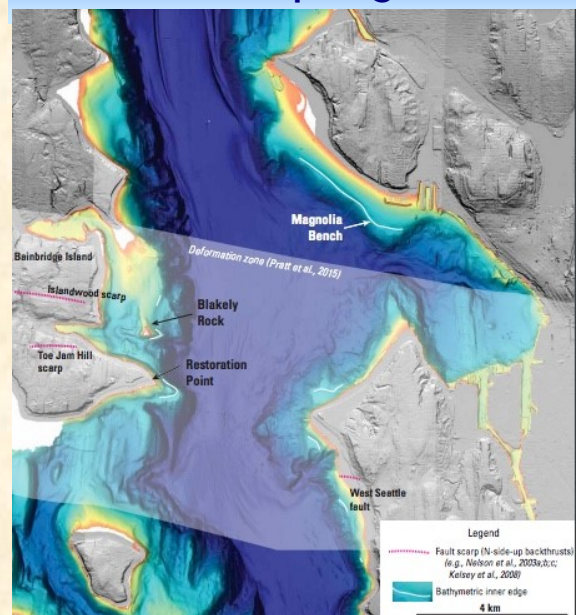 Magnolia
Bench
Deformation zone (Pratt et al., 2015)
Bainbridge Island
Islandwood scarp
Blakely
Rock
Toe Jam Hill
scarp
Restoration
Point
West Seattle
fault
Legend
Fault scarp (N-side-up backthrusts)
(e.g., Nelson et al., 2003a;b;c;
Kelsey et al., 2008)
Bathymetric inner edge
4 km